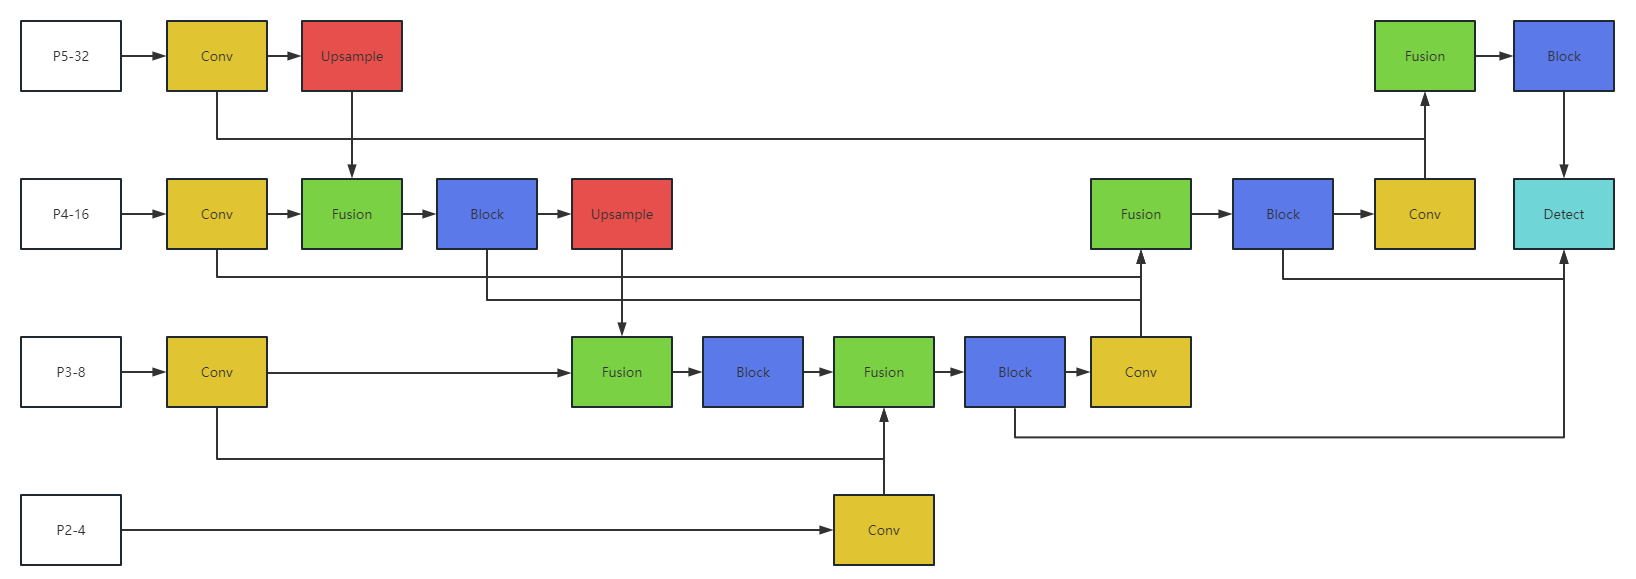 P5-32
Conv
Upsample
Fusion
Block
P4-16
Conv
Fusion
Block
Upsample
Fusion
Block
Conv
Detect
P3-8
Conv
Fusion
Block
Fusion
Block
Conv
P2-4
Conv